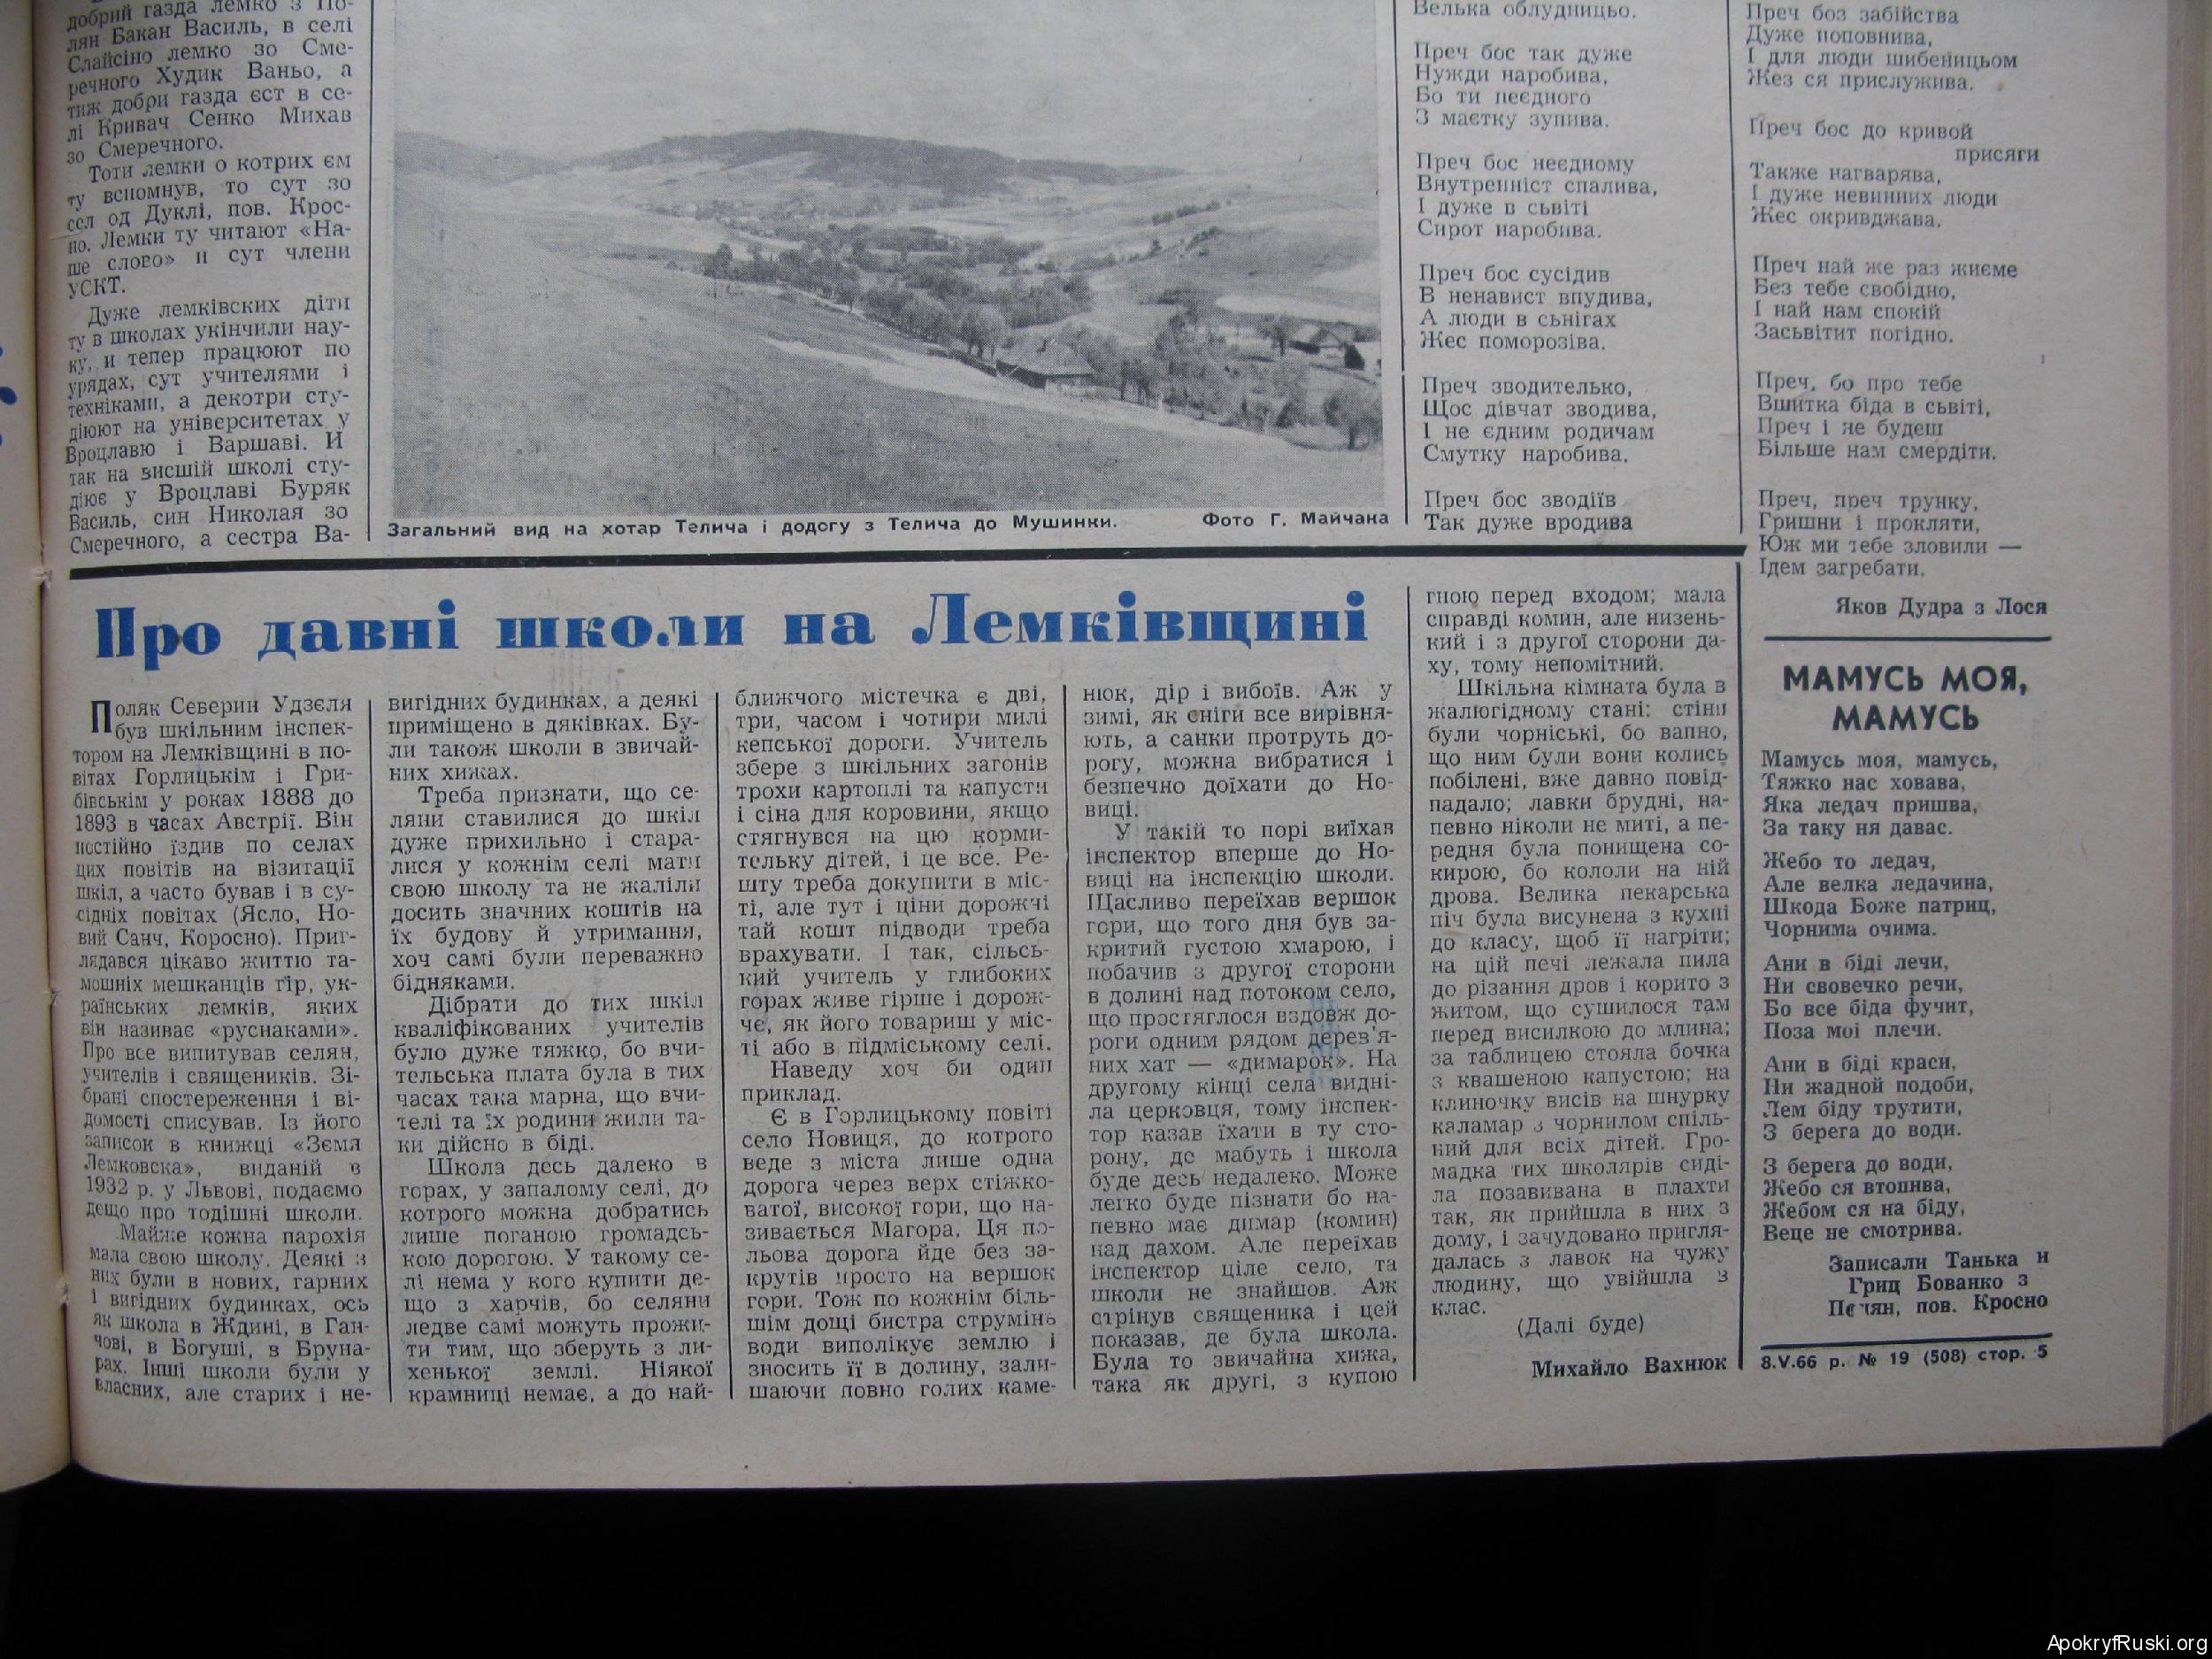 добрий газда лемко з По-
лян Бакан Василь, в селі
Слайсіно лемко зо Сме-
речного Худик Ваньо, а
тиж добри газда єст в се-
лі Кривач Сенко Михав
зо Смеречного.
Тоти лемки о котрих єм
ту вспомнув, то сут зо
сел од Дуклі, пов. Крос-
но. Лемки ту читают «На-
ше слово» и сут члени
УСКТ.
Дуже лемківских діти
ту в школах укінчили нау-
ку, и тепер працюют по
урядах, сут учителями і
техніками, а декотри сту-
діюют на університетах у
Вроцлавю і Варшаві. И
так на висшій школі сту-
діює у Вроцлаві Буряк
Василь, син Николая зо
Смеречного, а сестра Ва-
Загальний вид на хотар Телича і додогу з Телича до Мушинки. Фото Г. Майчана
Велька облудницьо.
Преч бос так дуже
Нужди наробива,
Бо ти неєдного
З маєтку зупива.
Преч бос неєдному
Внутренніст спалива,
І дуже в сьвіті
Сирот наробива.
Преч бос сусідив
В ненавист впудива,
А люди в сьнігах
Жес поморозіва.
Преч зводителько,
Щос дівчат зводива,
І не єдним родичам
Смутку наробива.
Преч бос зводіїв
Так дуже вродива
Преч боз забійства
Дуже поповнива,
І для люди шибеницьом
Жез ся прислужива.
Преч бос до кривой
присяги
Также нагварява,
І дуже невинних люди
Жес окривджава.
Преч най же раз жиєме
Без тебе свобідно,
І най нам спокій
Засьвітит погідно.
Преч, бо про тебе
Вшитка біда в сьвіті,
Преч і не будеш
Більше нам смердіти.
Преч, преч трунку,
Гришни і прокляти,
Юж ми тебе зловили —
Ідем загребати.
Яков Дудра з Лося
Про давні школи на Лемківщині
Поляк Северин Удзєля
був шкільним інспек-
тором на Лемківщині в по-
вітах Горлицькім і Гри-
бівськім у роках 1888 до
1893 в часах Австрії. Він
постійно їздив по селах
цих повітів на візитації
шкіл, а часто бував і в су-
сідніх повітах (Ясло, Но-
вий Санч, Коросно). Приг-
лядався цікаво життю та-
мошніх мешканців гір, ук-
раїнських лемків, яких
він називає «руснаками».
Про все випитував селян,
учителів і священиків. Зі-
брані спостереження і ві-
домості списував. Із його
записок в книжці «Зємя
Лемковска», виданій в
1932 р. у Львові, подаємо
дещо про тодішні школи.
Майже кожна парохія
мала свою школу. Деякі з
них були в нових, гарних
і вигідних будинках, ось
як школа в Ждині, в Ган-
чові, в Богуші, в Бруна-
рах. Інші школи були у
власних, але старих і не-
вигідних будинках, а деякі
приміщено в дяківках. Бу-
ли також школи в звичай-
них хижах.
Треба признати, що се-
ляни ставилися до шкіл
дуже прихильно і стара-
лися у кожнім селі мати
свою школу та не жаліли
досить значних коштів на
їх будову й утримання,
хоч самі були переважно
бідняками.
Дібрати до тих шкіл
кваліфікованих учителів
було дуже тяжко, бо вчи-
тельська плата була в тих
часах така марна, що вчи-
телі та їх родини жили та-
ки дійсно в біді.
Школа десь далеко в
горах, у запалому селі, до
котрого можна добратись
лише поганою громадсь-
кою дорогою. У такому се-
лі нема у кого купити де-
що з харчів, бо селяни
ледве самі можуть прожи-
ти тим, що зберуть з ли-
хенької землі. Ніякої
крамниці немає, а до най-
ближчого містечка є дві,
три, часом і чотири милі
кепської дороги. Учитель
збере з шкільних загонів
трохи картоплі та капусти
і сіна для коровини, якщо
стягнувся на цю корми-
тельку дітей, і це все. Ре-
шту треба докупити в міс-
ті, але тут і ціни дорожчі
тай кошт підводи треба
врахувати. І так, сільсь-
кий учитель у глибоких
горах живе гірше і дорож-
че, як його товариш у міс-
ті або в підміському селі.
Наведу хоч би один
приклад.
Є в Горлицькому повіті
село Новиця, до котрого
веде з міста лише одна
дорога через верх стіжко-
ватої, високої гори, що на-
зивається Магора. Ця по-
льова дорога йде без за-
крутів просто на вершок
гори. Тож по кожнім біль-
шім дощі бистра струмінь
води виполікує землю і
зносить її в долину, зали-
шаючи повно голих каме-
нюк, дір і вибоїв. Аж у
зимі, як сніги все вирівня-
ють, а санки протруть до-
рогу, можна вибратися і
безпечно доїхати до Но-
виці.
У такій то порі виїхав
інспектор вперше до Но-
виці на інспекцію школи.
Щасливо переїхав вершок
гори, що того дня був за-
критий густою хмарою, і
побачив з другої сторони
в долині над потоком село,
що простяглося вздовж до-
роги одним рядом дерев'я-
них хат — «димарок». На
другому кінці села видні-
ла церковця, тому інспек-
тор казав їхати в ту сто-
рону, де мабуть і школа
буде десь недалеко. Може
легко буде пізнати бо на-
певно має димар (комин)
над дахом. Але переїхав
інспектор ціле село, та
школи не знайшов. Аж
стрінув священика і цей
показав, де була школа.
Була то звичайна хижа,
така як другі, з купою
гною перед входом; мала
справді комин, але низень-
кий і з другої сторони да-
ху, тому непомітний.
Шкільна кімната була в
жалюгідному стані: стіни
були чорніські, бо вапно,
що ним були вони колись
побілені, вже давно повід-
падало; лавки брудні, на-
певно ніколи не миті, а пе-
редня була понищена со-
кирою, бо кололи на ній
дрова. Велика пекарська
піч була висунена з кухні
до класу, щоб її нагріти;
на цій печі лежала пила
до різання дров і корито з
житом, що сушилося там
перед висилкою до млина;
за таблицею стояла бочка
з квашеною капустою; на
клиночку висів на шнурку
каламар з чорнилом спіль-
ний для всіх дітей. Гро-
мадка тих школярів сиді-
ла позавивана в плахти
так, як прийшла в них з
дому, і зачудовано пригля-
далась з лавок на чужу
людину, що увійшла в
клас.
(Далі буде)
Михайло Вахнюк
МАМУСЬ МОЯ,
МАМУСЬ
Мамусь моя, мамусь,
Тяжко нас ховава,
Яка ледач пришва,
За таку ня давас.
Жебо то ледач,
Але велка ледачина,
Шкода Боже патриц,
Чорнима очима.
Ани в біді лечи,
Ни свовечко речи,
Бо все біда фучит,
Поза мої плечи.
Ани в біді краси,
Ни жадной подоби,
Лем біду трутити,
З берега до води.
З берега до води,
Жебо ся втопива,
Жебом ся на біду,
Веце не смотрива.
Записали Танька и
Гриц Бованко з
Полян, пов. Кросно
8.V.66 р. № 19 (508) стор. 5
ApokryfRuski.org